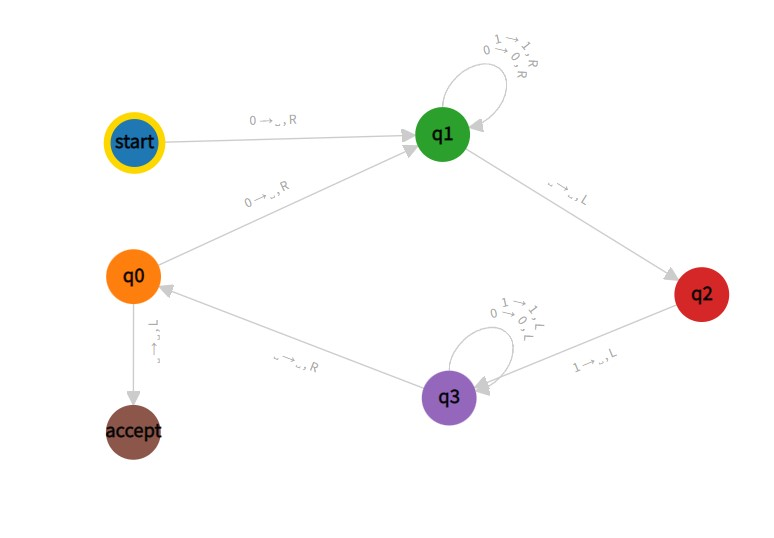 1→1,R
0→0,R
start
0→␣,R
q1
0→␣,R
␣→␣,L
q0
q2
1→1,L
0→0,L
␣→␣,L
␣→␣,R
1→␣,L
q3
accept